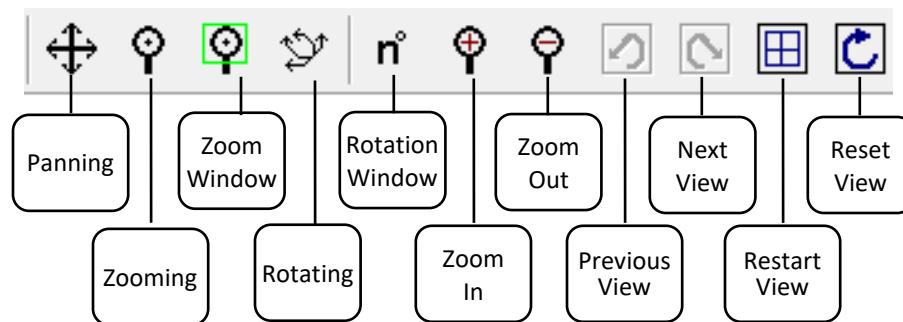 n°
Panning
Zoom
Window
Rotation
Window
Zoom
Out
Next
View
Reset
View
Zooming
Rotating
Zoom
In
Previous
View
Restart
View